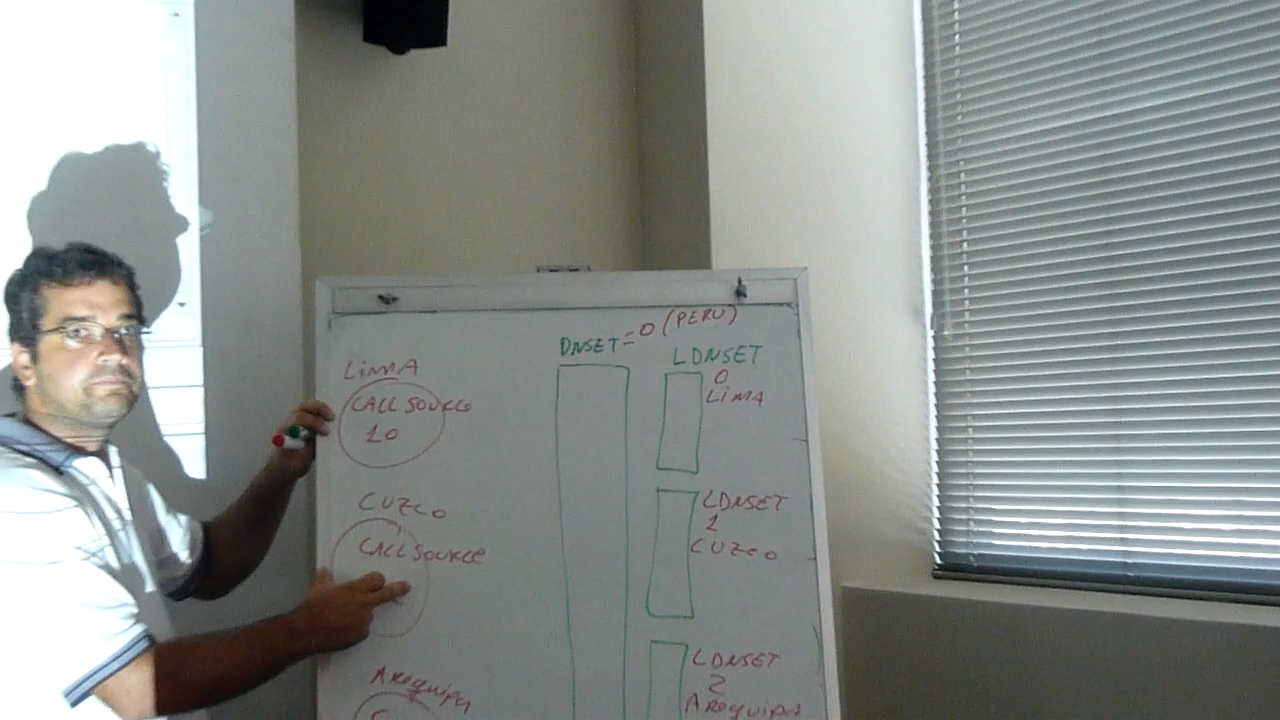 DNSET = 0 (PERU)
LIMA
CALL SOURCE
10
LDNSET
0
LIMA
CUZCO
CALL SOURCE
LDNSET
1
CUZCO
Arequipa
LDNSET
2
Arequipa